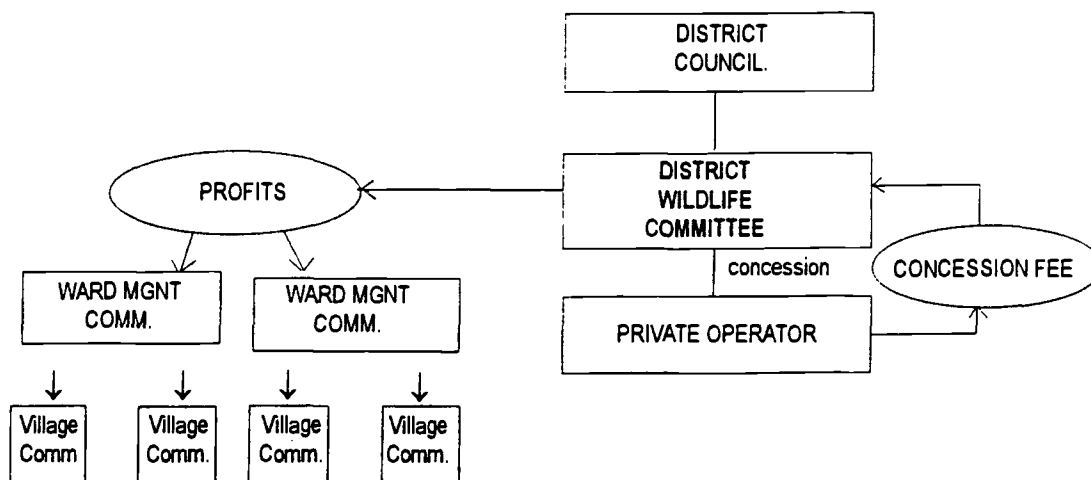 DISTRICT
COUNCIL.
PROFITS
DISTRICT
WILDLIFE
COMMITTEE
concession
CONCESSION FEE
WARD MGNT
COMM.
WARD MGNT
COMM.
PRIVATE OPERATOR
Village
Comm
Village
Comm.
Village
Comm.
Village
Comm.